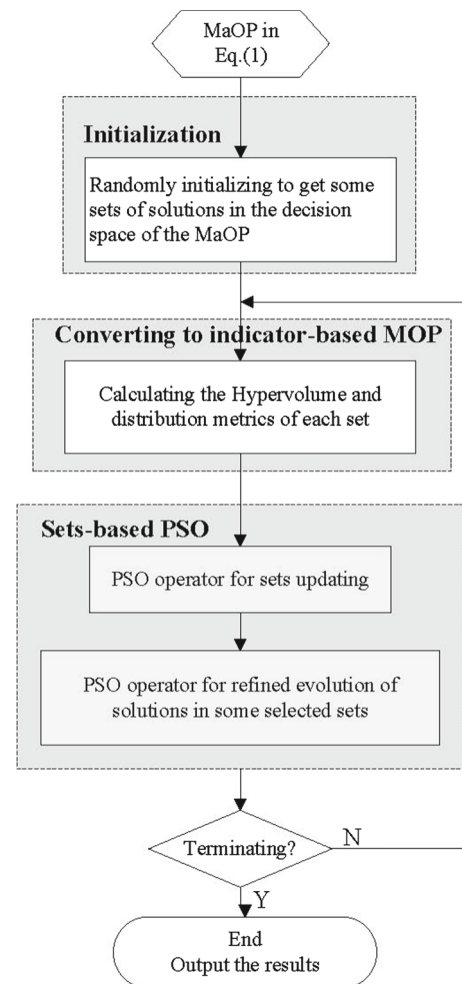 MaOP in
Eq.(1)
Initialization
Randomly initializing to get some
sets of solutions in the decision
space of the MaOP
Converting to indicator-based MOP
Calculating the Hypervolume and
distribution metrics of each set
Sets-based PSO
PSO operator for sets updating
PSO operator for refined evolution of
solutions in some selected sets
Terminating?
N
Y
End
Output the results